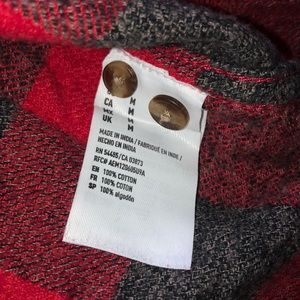 CA M
UK M
MADE IN INDIA / FABRIQUÉ EN INDE /
HECHO EN INDIA
RN 54485/CA 03873
EN 100% COTTON
FR 100% COTON
SP 100% algodón